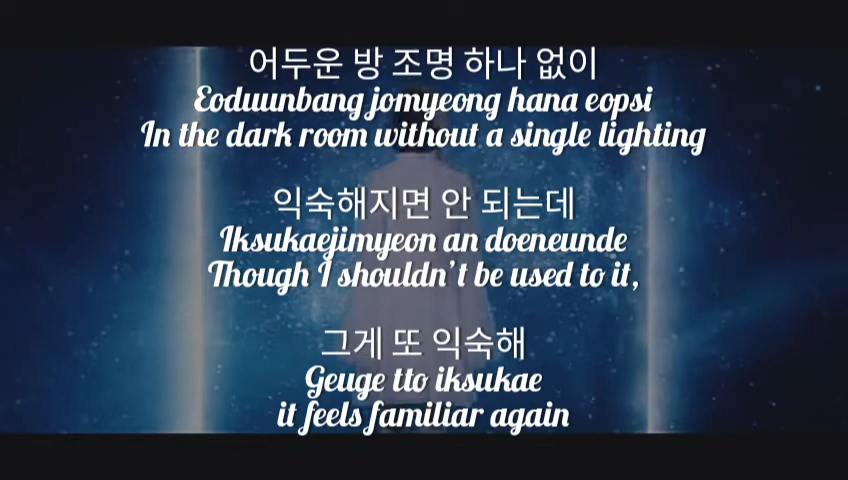 어두운 방 조명 하나 없이
Eoduunbang jomyeong hana eopsi
In the dark room without a single lighting
익숙해지면 안 되는데
Iksukaejimyeon an doeneunde
Though I shouldn't be used to it,
그게 또 익숙해
Geuge tto iksukae
it feels familiar again